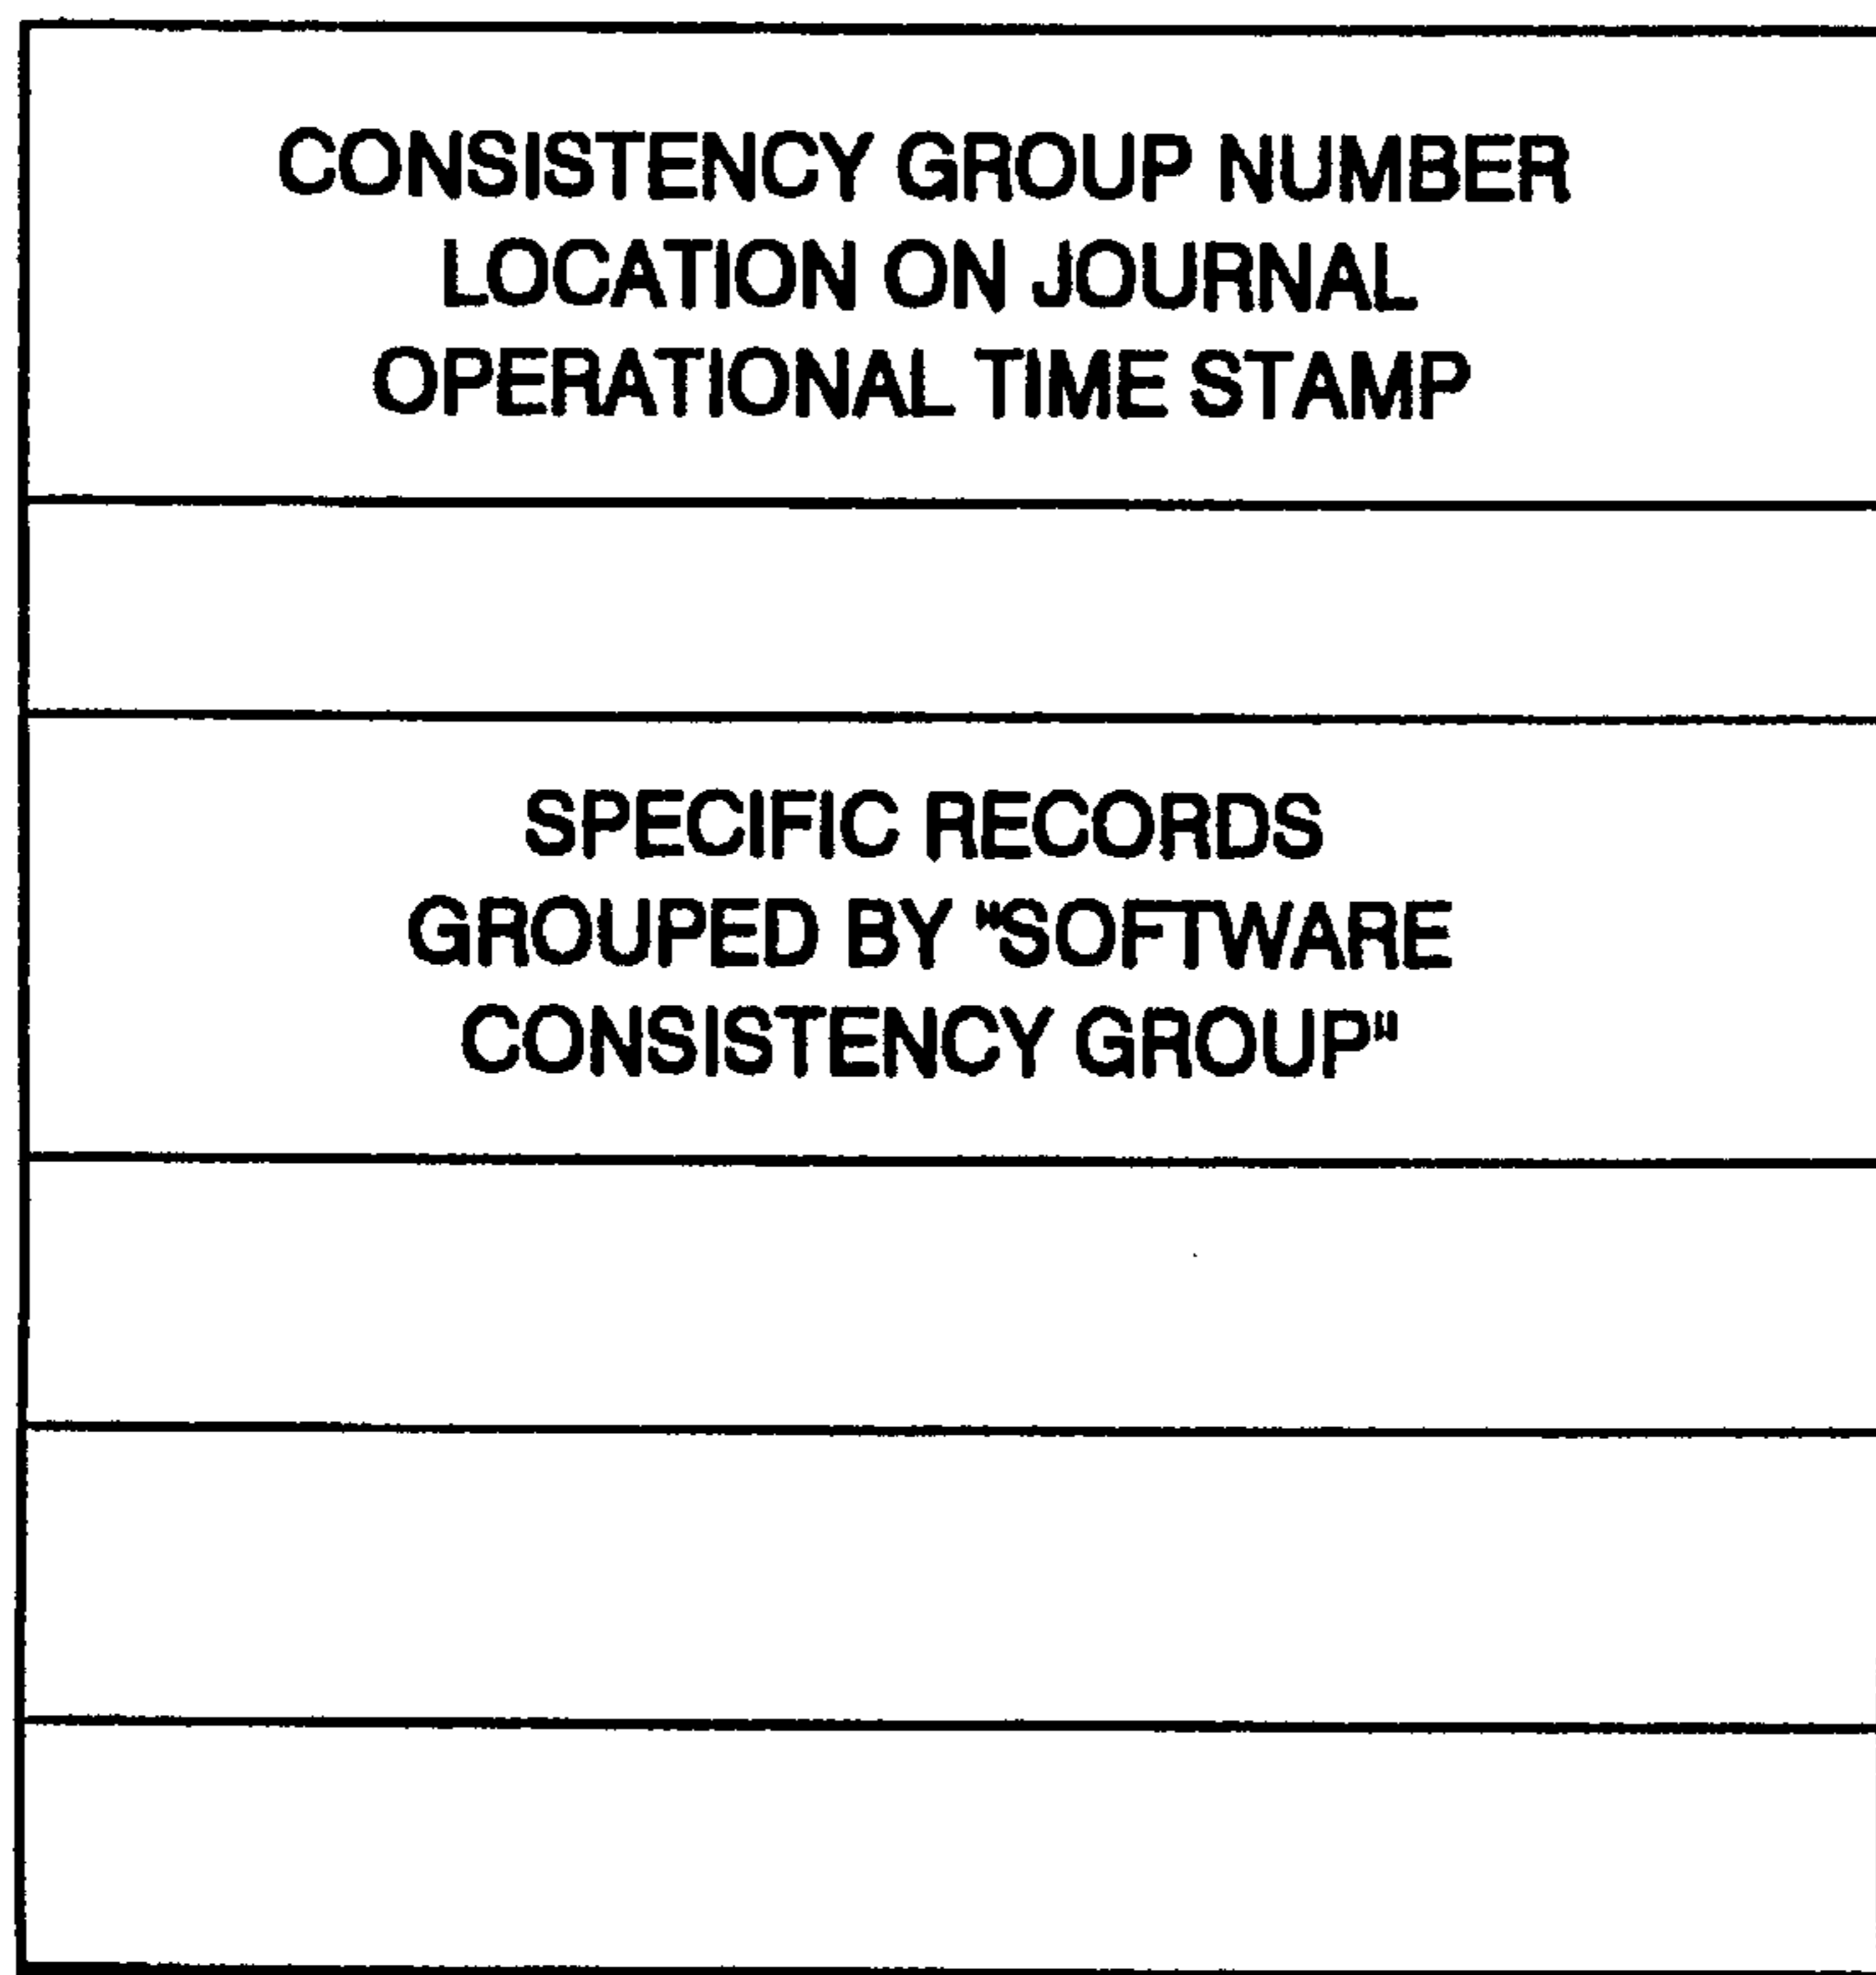 CONSISTENCY GROUP NUMBER
LOCATION ON JOURNAL
OPERATIONAL TIME STAMP
SPECIFIC RECORDS
GROUPED BY "SOFTWARE
CONSISTENCY GROUP"